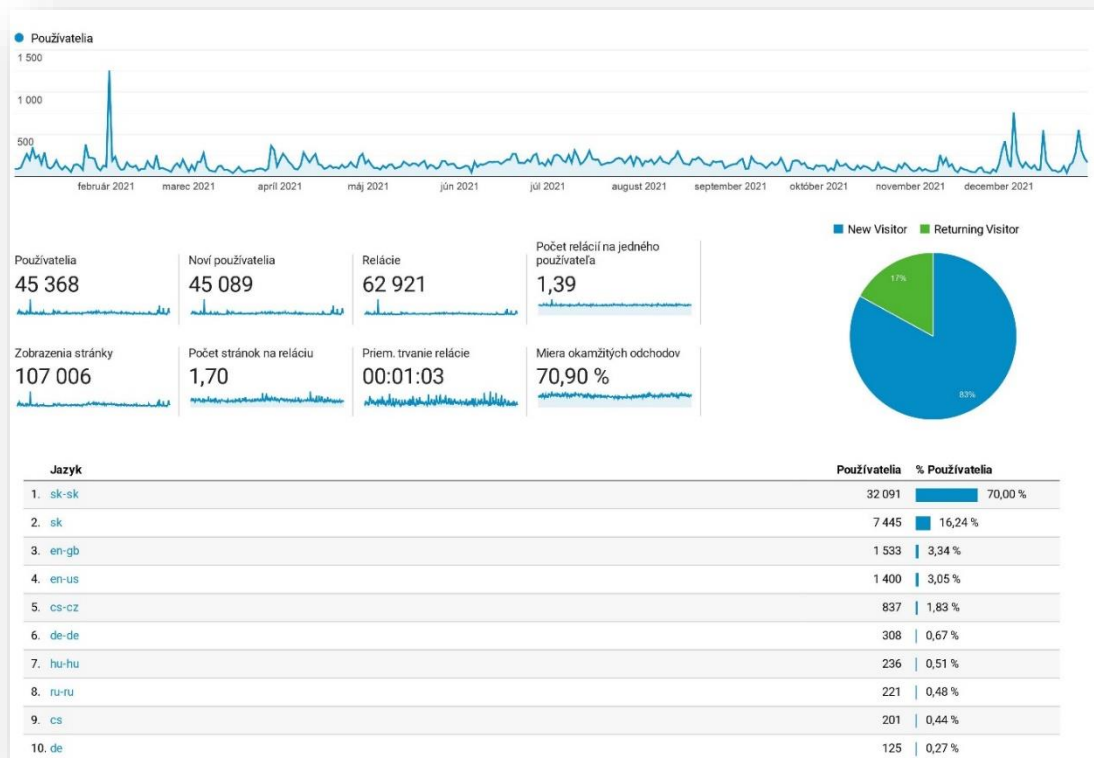 Používatelia
1 500
1 000
500
február 2021 marec 2021 apríl 2021 máj 2021 jún 2021 júl 2021 august 2021 september 2021 október 2021 november 2021 december 2021
New Visitor Returning Visitor
17%
83%
Používatelia
45 368
Noví používatelia
45 089
Relácie
62 921
Počet relácií na jedného
používateľa
1,39
Zobrazenia stránky
107 006
Počet stránok na reláciu
1,70
Priem. trvanie relácie
00:01:03
Miera okamžitých odchodov
70,90 %
Jazyk Používatelia % Používatelia
1. sk-sk 32 091 70,00 %
2. sk 7 445 16,24 %
3. en-gb 1 533 3,34 %
4. en-us 1 400 3,05 %
5. cs-cz 837 1,83 %
6. de-de 308 0,67 %
7. hu-hu 236 0,51 %
8. ru-ru 221 0,48 %
9. cs 201 0,44 %
10. de 125 0,27 %